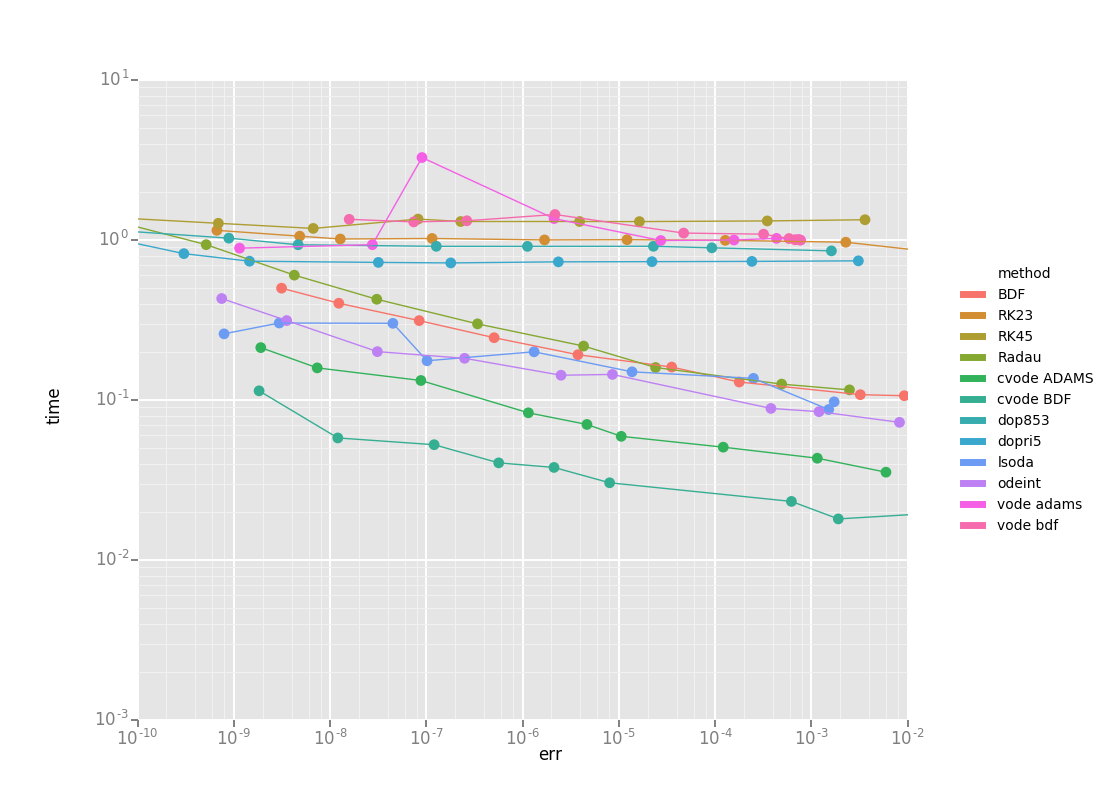 10^1
10^0
10^-1
10^-2
10^-3
time
10^-10 10^-9 10^-8 10^-7 10^-6 10^-5 10^-4 10^-3 10^-2
err
method
BDF
RK23
RK45
Radau
cvode ADAMS
cvode BDF
dop853
dopri5
lsoda
odeint
vode adams
vode bdf